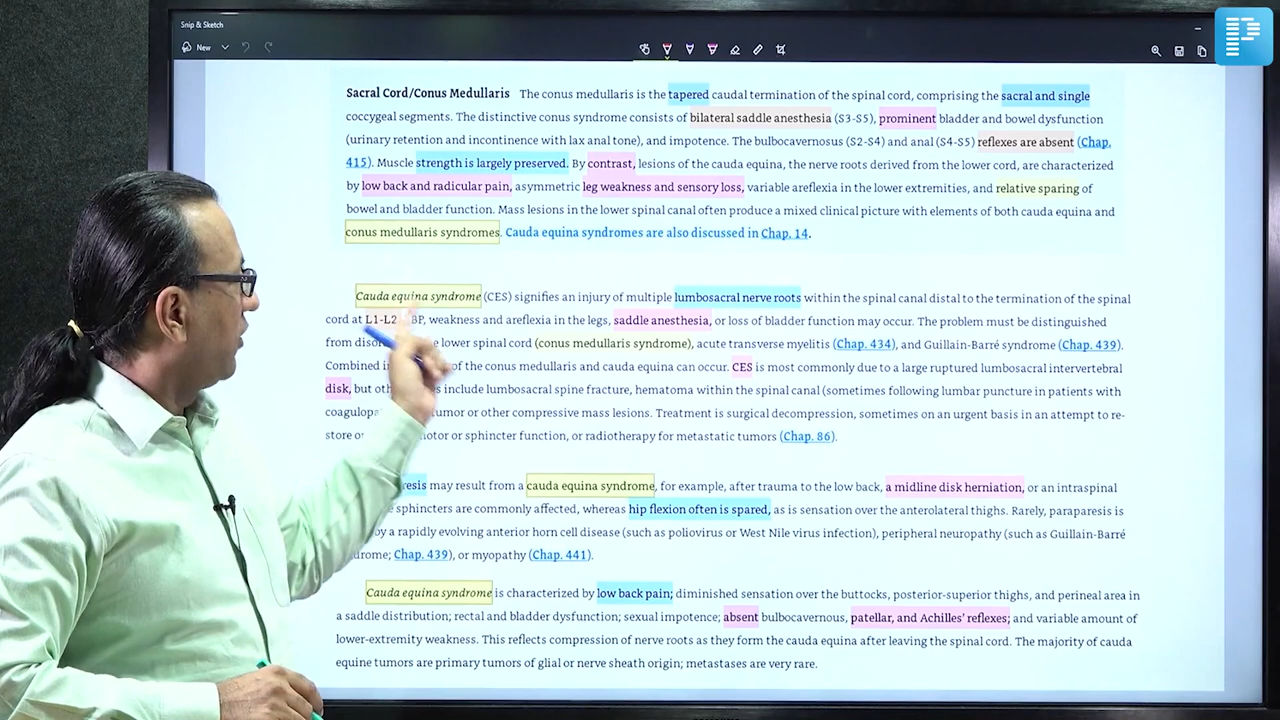 Snip & Sketch
New
Sacral Cord/Conus Medullaris The conus medullaris is the tapered caudal termination of the spinal cord, comprising the sacral and single
coccygeal segments. The distinctive conus syndrome consists of bilateral saddle anesthesia (S3-S5), prominent bladder and bowel dysfunction
(urinary retention and incontinence with lax anal tone), and impotence. The bulbocavernosus (S2-S4) and anal (S4-S5) reflexes are absent (Chap.
415). Muscle strength is largely preserved. By contrast, lesions of the cauda equina, the nerve roots derived from the lower cord, are characterized
by low back and radicular pain, asymmetric leg weakness and sensory loss, variable areflexia in the lower extremities, and relative sparing of
bowel and bladder function. Mass lesions in the lower spinal canal often produce a mixed clinical picture with elements of both cauda equina and
conus medullaris syndromes. Cauda equina syndromes are also discussed in Chap. 14.
Cauda equina syndrome (CES) signifies an injury of multiple lumbosacral nerve roots within the spinal canal distal to the termination of the spinal
cord at L1-L2 BP, weakness and areflexia in the legs, saddle anesthesia, or loss of bladder function may occur. The problem must be distinguished
from lower spinal cord (conus medullaris syndrome), acute transverse myelitis (Chap. 434), and Guillain-Barré syndrome (Chap. 439).
Combined of the conus medullaris and cauda equina can occur. CES is most commonly due to a large ruptured lumbosacral intervertebral
disk, but include lumbosacral spine fracture, hematoma within the spinal canal (sometimes following lumbar puncture in patients with
tumor or other compressive mass lesions. Treatment is surgical decompression, sometimes on an urgent basis in an attempt to re-
store or sphincter function, or radiotherapy for metastatic tumors (Chap. 86).
may result from a cauda equina syndrome, for example, after trauma to the low back, a midline disk herniation, or an intraspinal
sphincters are commonly affected, whereas hip flexion often is spared, as is sensation over the anterolateral thighs. Rarely, paraparesis is
by a rapidly evolving anterior horn cell disease (such as poliovirus or West Nile virus infection), peripheral neuropathy (such as Guillain-Barré
Chap. 439), or myopathy (Chap. 441).
Cauda equina syndrome is characterized by low back pain; diminished sensation over the buttocks, posterior-superior thighs, and perineal area in
a saddle distribution; rectal and bladder dysfunction; sexual impotence; absent bulbocavernous, patellar, and Achilles' reflexes; and variable amount of
lower-extremity weakness. This reflects compression of nerve roots as they form the cauda equina after leaving the spinal cord. The majority of cauda
equine tumors are primary tumors of glial or nerve sheath origin; metastases are very rare.